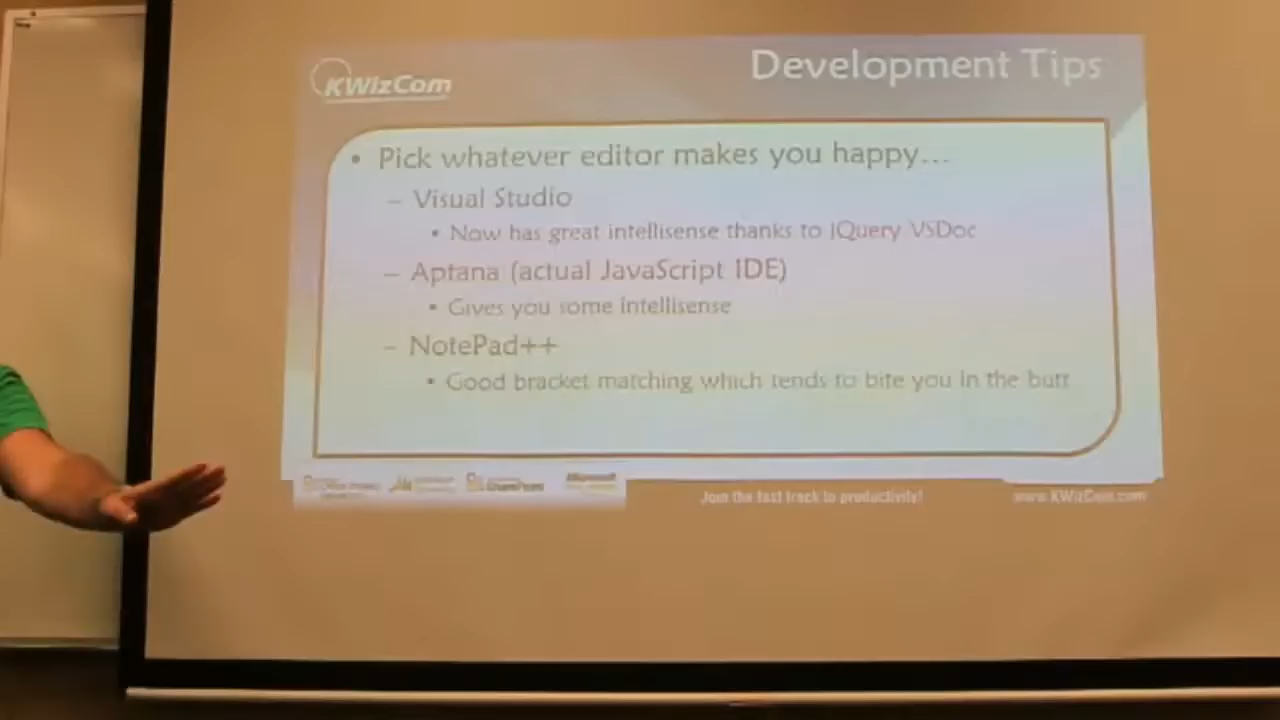 KWizCom
Development Tips
• Pick whatever editor makes you happy…
– Visual Studio
• Now has great intellisense thanks to jQuery VSDoc
– Aptana (actual JavaScript IDE)
• Gives you some intellisense
– NotePad++
• Good bracket matching which tends to bite you in the butt
Microsoft
Join the fast track to productivity!
www.KWizCom.com